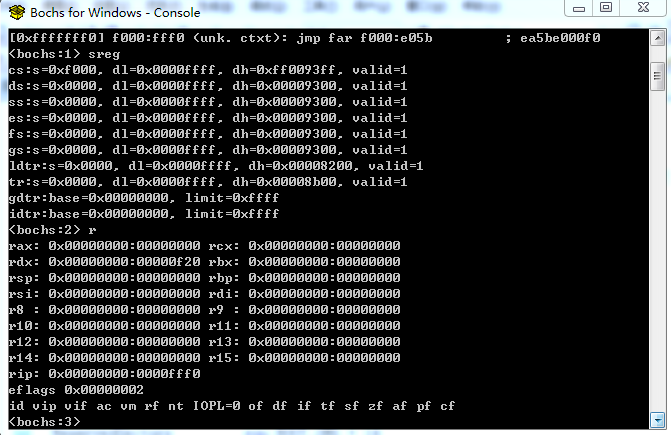 Bochs for Windows - Console
[0xfffffff0] f000:fff0 (unk. ctxt): jmp far f000:e05b          ; ea5be000f0
<bochs:1> sreg
cs:s=0xf000, dl=0x0000ffff, dh=0xff0093ff, valid=1
ds:s=0x0000, dl=0x0000ffff, dh=0x00009300, valid=1
ss:s=0x0000, dl=0x0000ffff, dh=0x00009300, valid=1
es:s=0x0000, dl=0x0000ffff, dh=0x00009300, valid=1
fs:s=0x0000, dl=0x0000ffff, dh=0x00009300, valid=1
gs:s=0x0000, dl=0x0000ffff, dh=0x00009300, valid=1
ldtr:s=0x0000, dl=0x0000ffff, dh=0x00008200, valid=1
tr:s=0x0000, dl=0x0000ffff, dh=0x00008b00, valid=1
gdtr:base=0x00000000, limit=0xffff
idtr:base=0x00000000, limit=0xffff
<bochs:2> r
rax: 0x00000000:00000000 rcx: 0x00000000:00000000
rdx: 0x00000000:00000f20 rbx: 0x00000000:00000000
rsp: 0x00000000:00000000 rbp: 0x00000000:00000000
rsi: 0x00000000:00000000 rdi: 0x00000000:00000000
r8 : 0x00000000:00000000 r9 : 0x00000000:00000000
r10: 0x00000000:00000000 r11: 0x00000000:00000000
r12: 0x00000000:00000000 r13: 0x00000000:00000000
r14: 0x00000000:00000000 r15: 0x00000000:00000000
rip: 0x00000000:0000fff0
eflags 0x00000002
id vip vif ac vm rf nt IOPL=0 of df if tf sf zf af pf cf
<bochs:3>